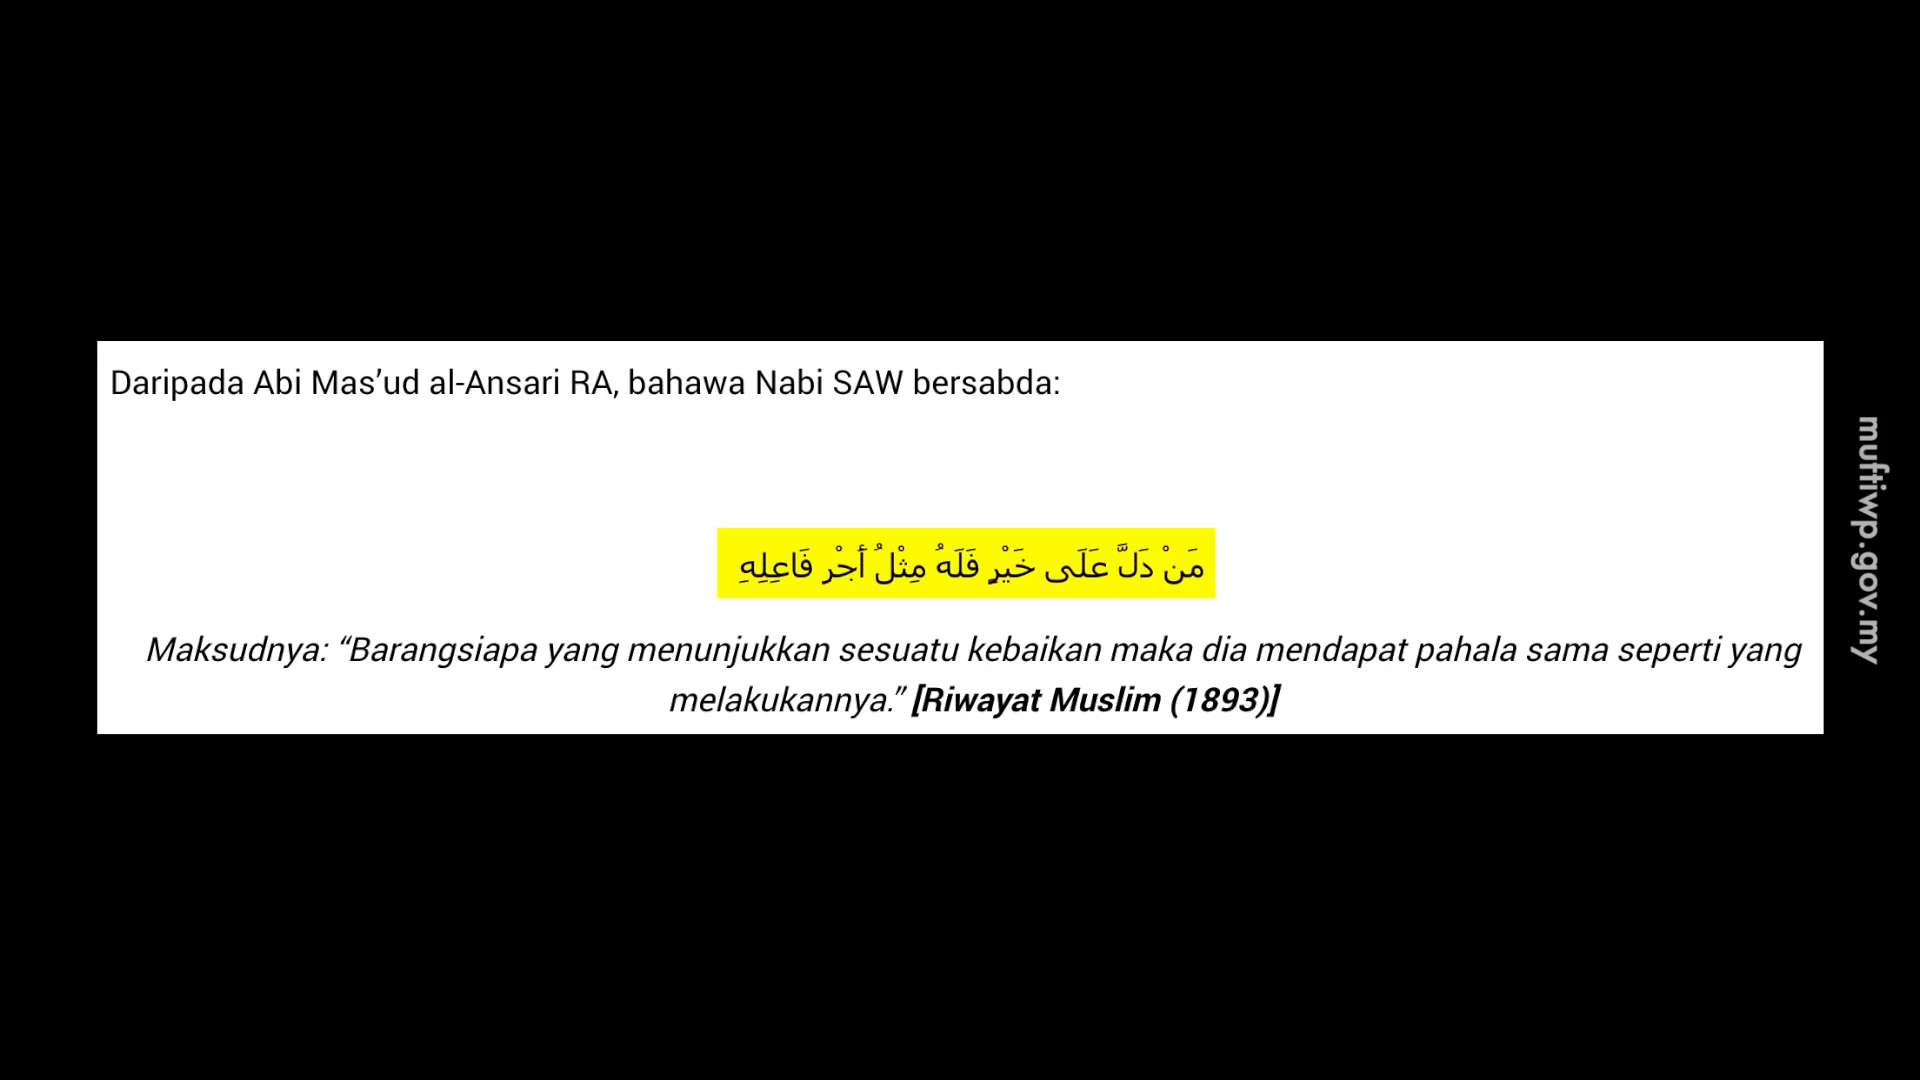 Daripada Abi Mas’ud al-Ansari RA, bahawa Nabi SAW bersabda:
مَنْ دَلَّ عَلَى خَيْرٍ فَلَهُ مِثْلُ أَجْرِ فَاعِلِهِ
Maksudnya: “Barangsiapa yang menunjukkan sesuatu kebaikan maka dia mendapat pahala sama seperti yang
melakukannya.” [Riwayat Muslim (1893)]
muftiwp.gov.my